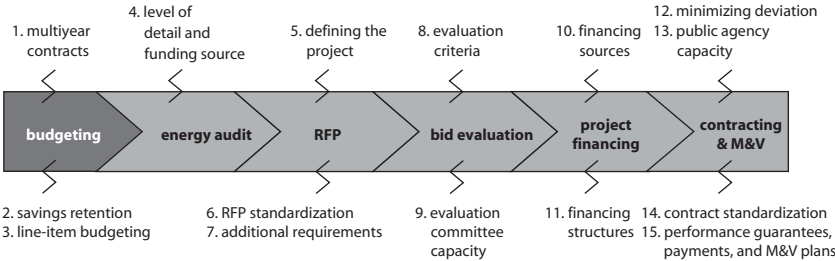 1. multiyear
contracts
4. level of
detail and
funding source
5. defining the
project
8. evaluation
criteria
10. financing
sources
12. minimizing deviation
13. public agency
capacity
budgeting
energy audit
RFP
bid evaluation
project
financing
contracting
& M&V
2. savings retention
3. line-item budgeting
6. RFP standardization
7. additional requirements
9. evaluation
committee
capacity
11. financing
structures
14. contract standardization
15. performance guarantees,
payments, and M&V plans